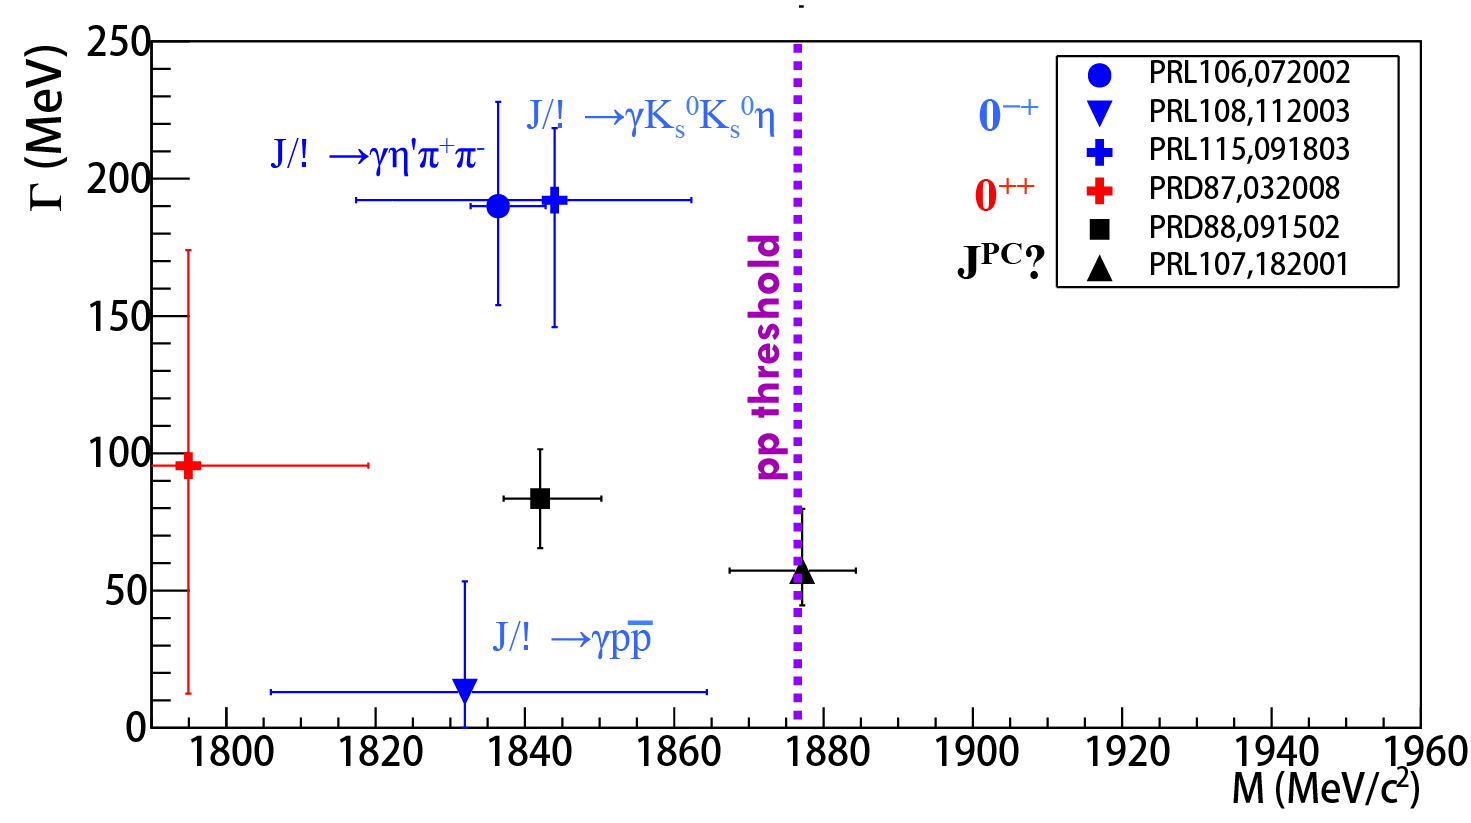 Γ (MeV)
250
200
150
100
50
0
J/! →γη'π⁺π⁻
J/! →γKₛ⁰Kₛ⁰η
J/! →γpp̅
pp threshold
0⁻⁺
0⁺⁺
Jᴾᶜ?
PRL106,072002
PRL108,112003
PRL115,091803
PRD87,032008
PRD88,091502
PRL107,182001
1800 1820 1840 1860 1880 1900 1920 1940 1960
M (MeV/c²)